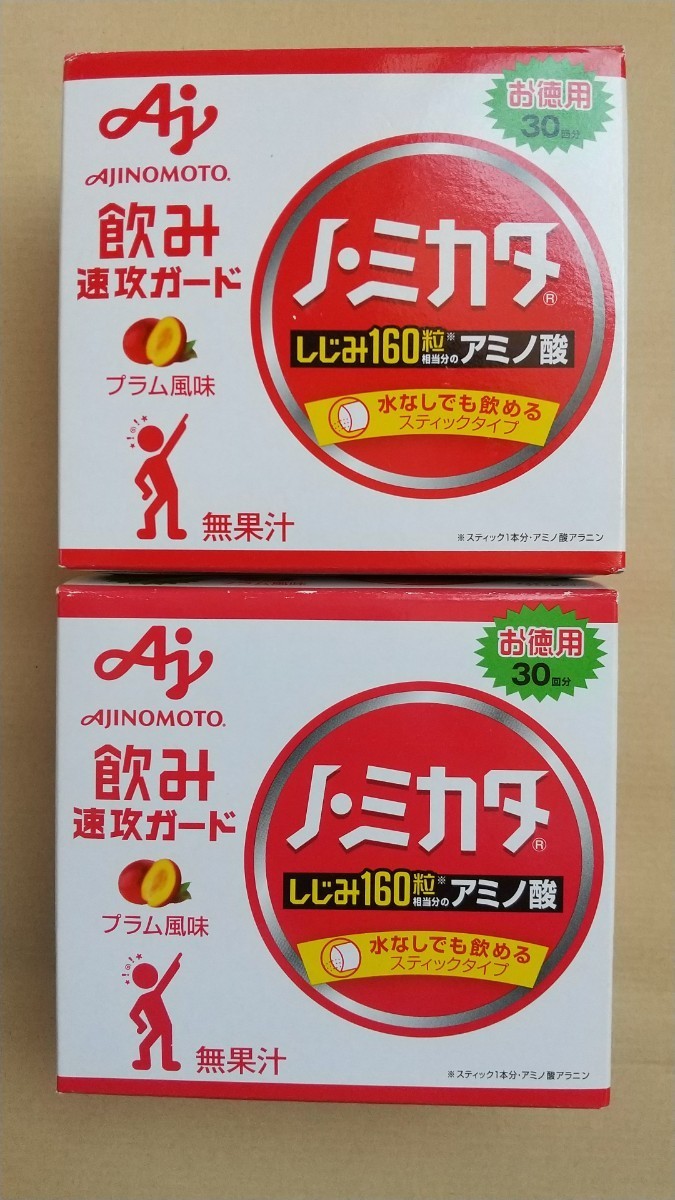 Aj
AJINOMOTO®
お徳用
30回分
飲み
速攻ガード
プラム風味
無果汁
ノ・ミカタ®
しじみ160粒※相当分のアミノ酸
水なしでも飲める
スティックタイプ
※スティック1本分・アミノ酸アラニン
Aj
AJINOMOTO®
お徳用
30回分
飲み
速攻ガード
プラム風味
無果汁
ノ・ミカタ®
しじみ160粒※相当分のアミノ酸
水なしでも飲める
スティックタイプ
※スティック1本分・アミノ酸アラニン